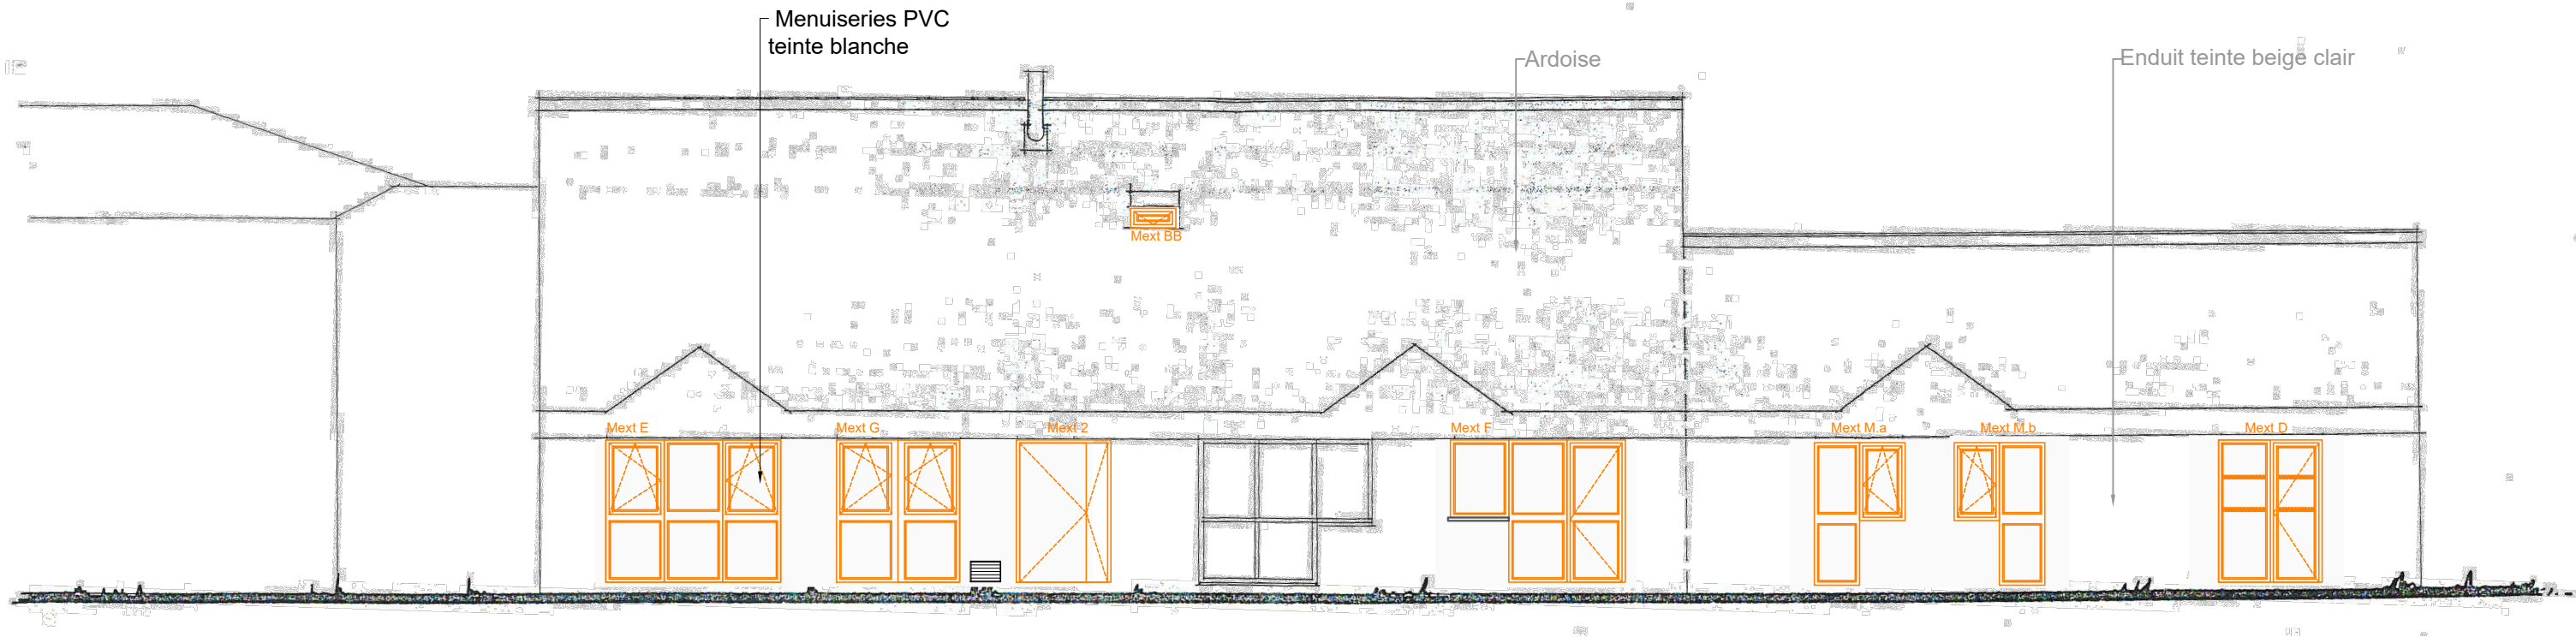 Menuiseries PVC
teinte blanche
Ardoise
Enduit teinte beige clair
Mext BB
Mext E
Mext G
Mext 2
Mext F
Mext M.a
Mext M.b
Mext D